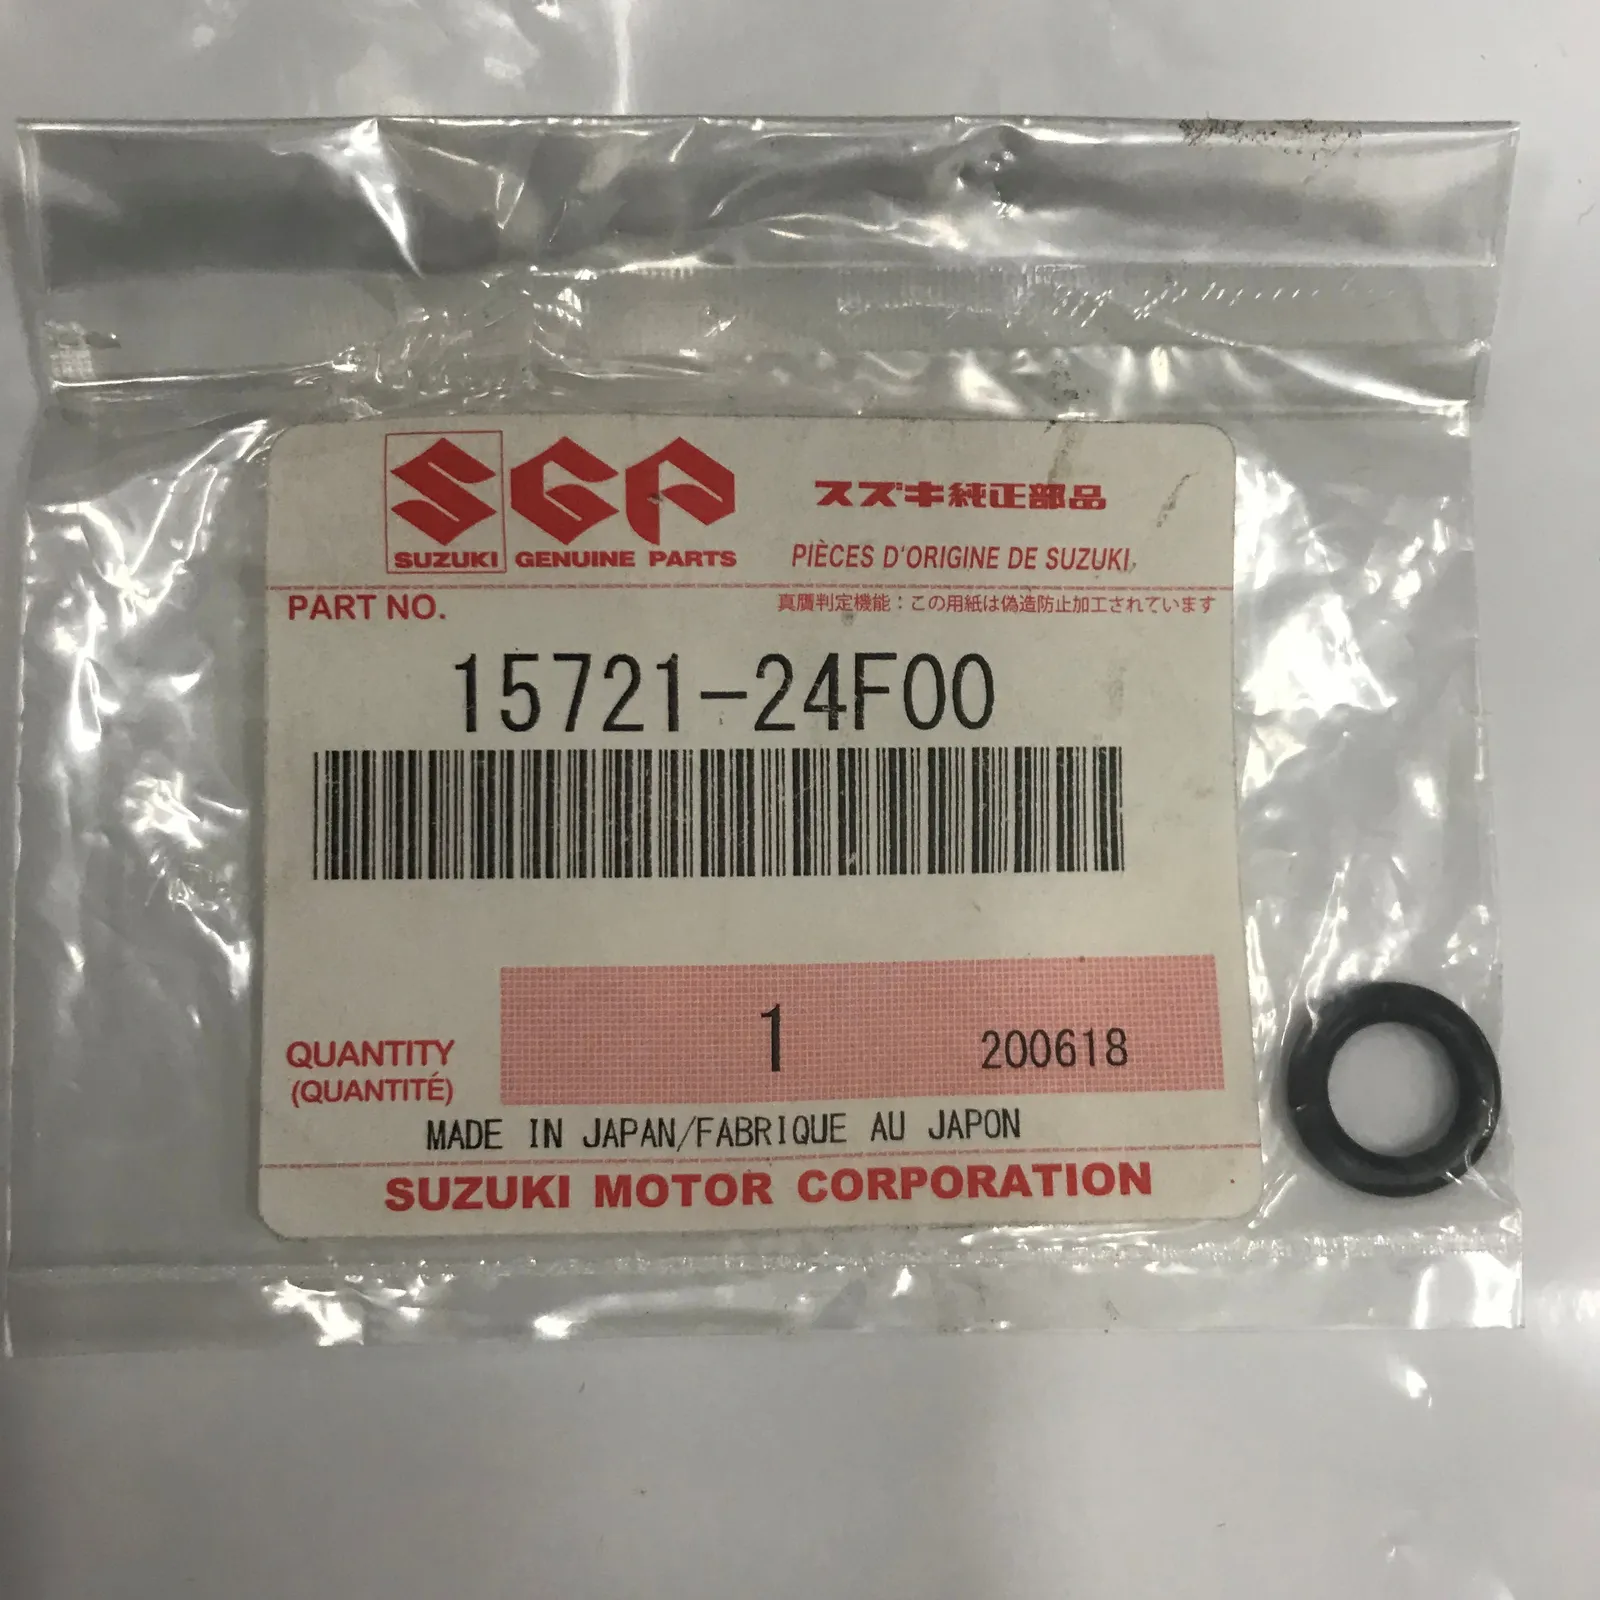 SGP スズキ純正部品
SUZUKI GENUINE PARTS PIÈCES D'ORIGINE DE SUZUKI
PART NO. 真贋判定機能：この用紙は偽造防止加工されています
15721-24F00
1 200618
QUANTITY
(QUANTITÉ)
MADE IN JAPAN/FABRIQUE AU JAPON
SUZUKI MOTOR CORPORATION